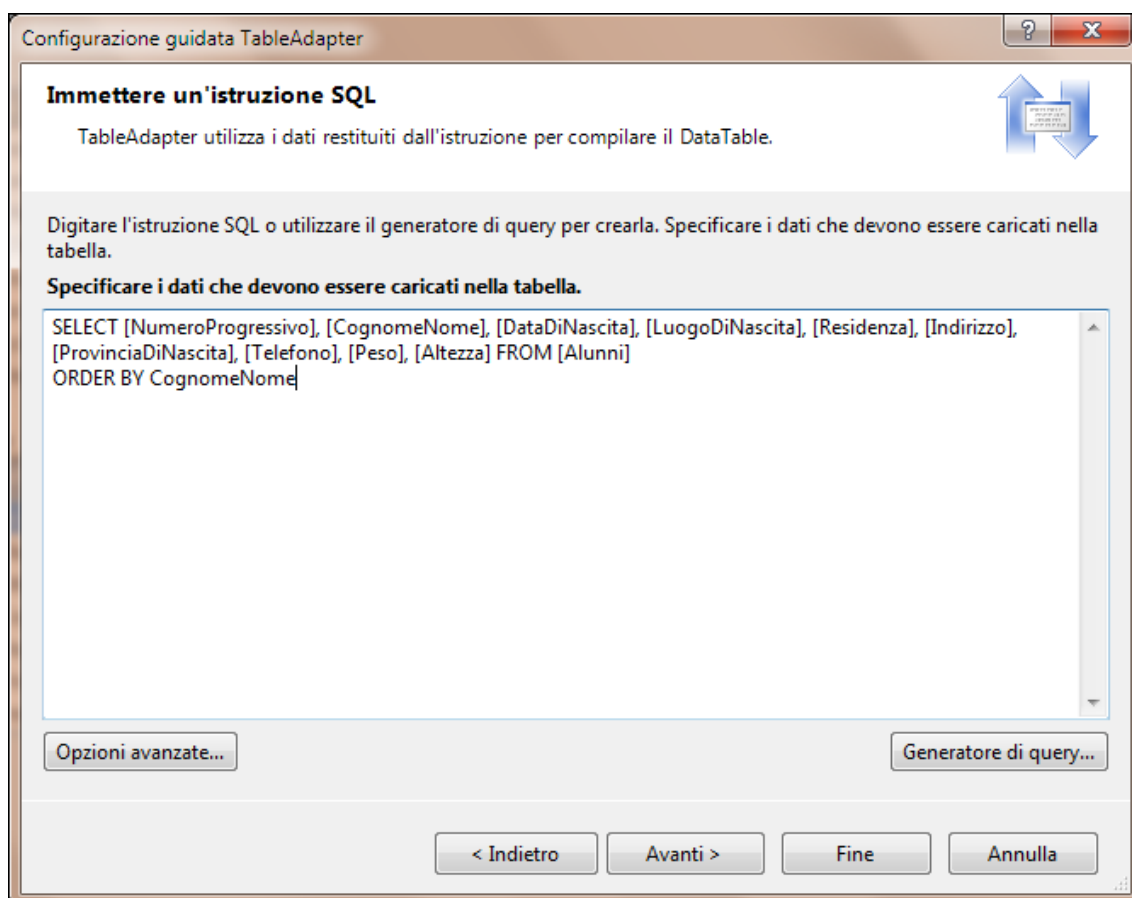 Configurazione guidata TableAdapter
?
Immettere un'istruzione SQL
TableAdapter utilizza i dati restituiti dall'istruzione per compilare il DataTable.
Digitare l'istruzione SQL o utilizzare il generatore di query per crearla. Specificare i dati che devono essere caricati nella
tabella.
Specificare i dati che devono essere caricati nella tabella.
SELECT [NumeroProgressivo], [CognomeNome], [DataDiNascita], [LuogoDiNascita], [Residenza], [Indirizzo],
[ProvinciaDiNascita], [Telefono], [Peso], [Altezza] FROM [Alunni]
ORDER BY CognomeNome
Opzioni avanzate...
Generatore di query...
< Indietro
Avanti >
Fine
Annulla